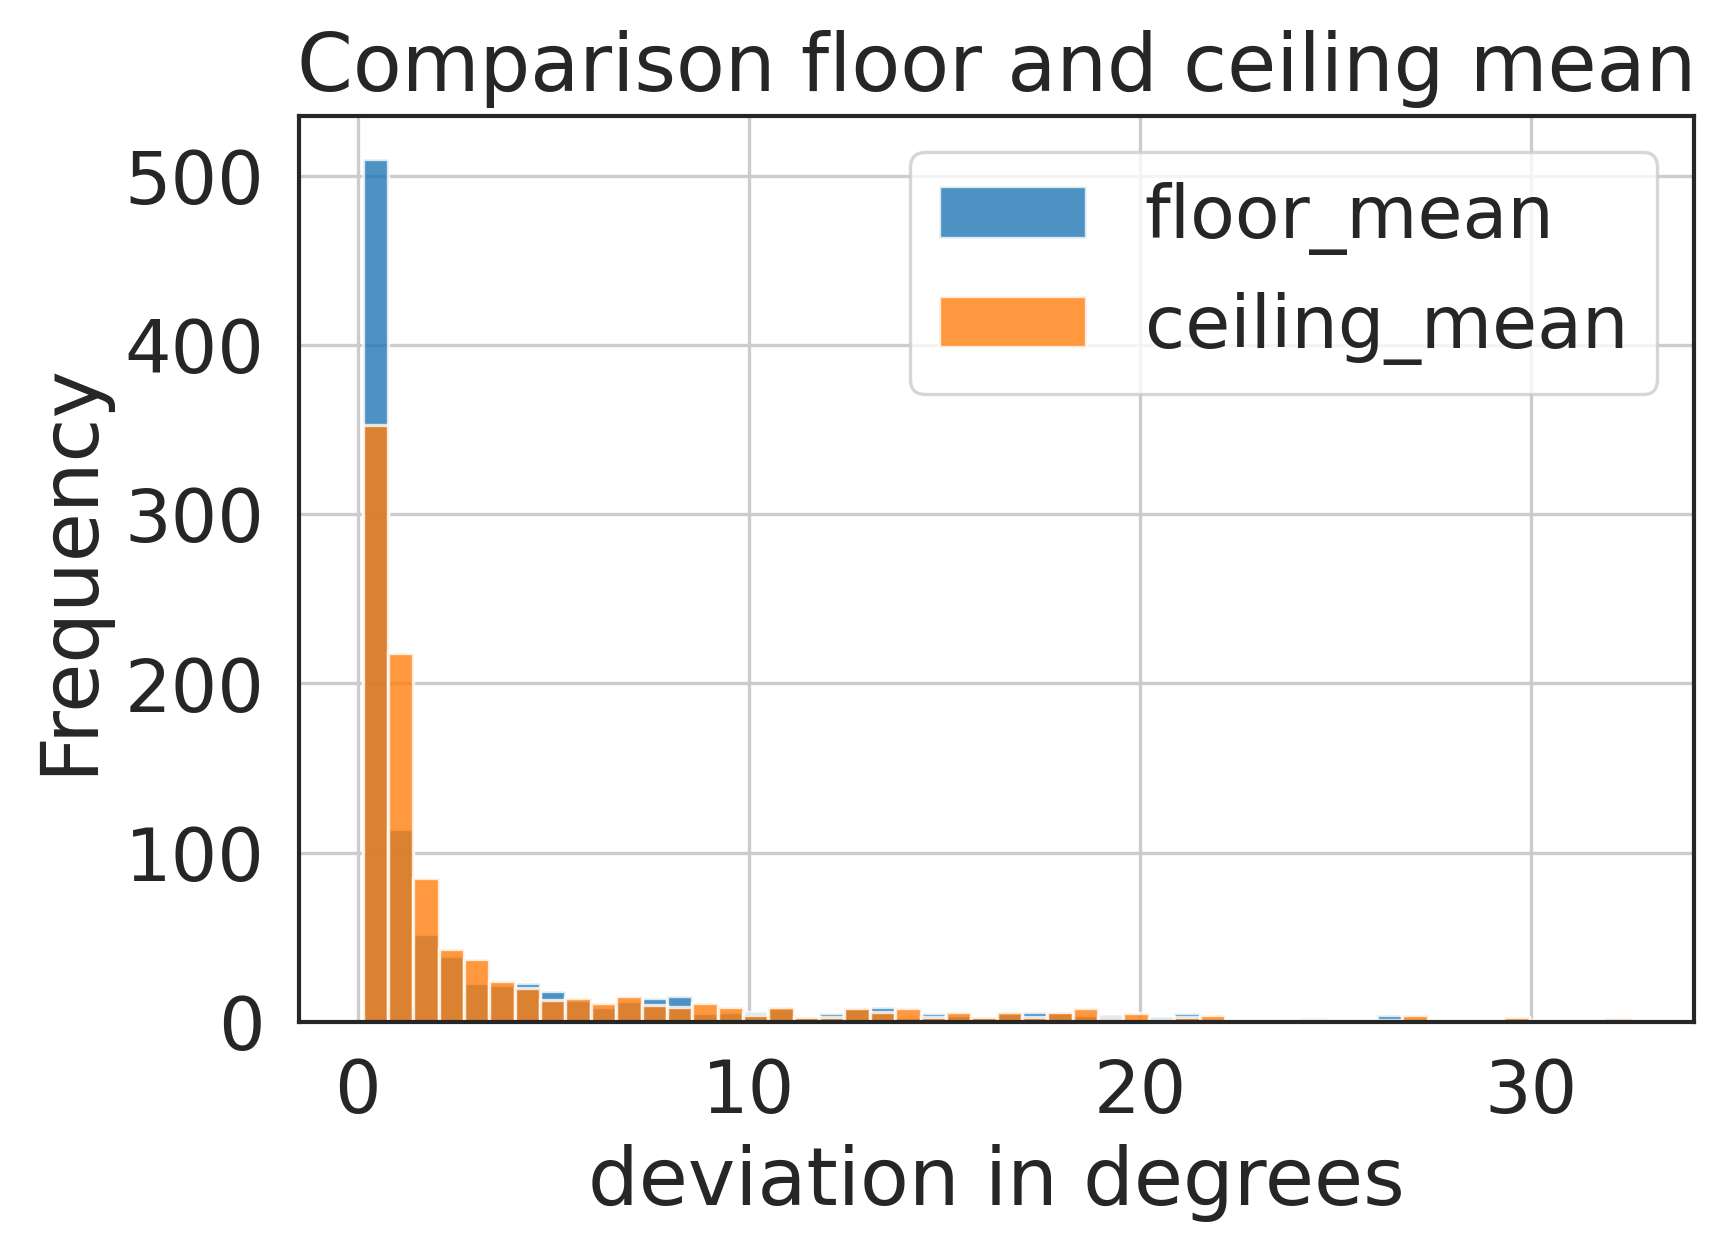 Comparison floor and ceiling mean
floor_mean
ceiling_mean
Frequency
500
400
300
200
100
0
0 10 20 30
deviation in degrees